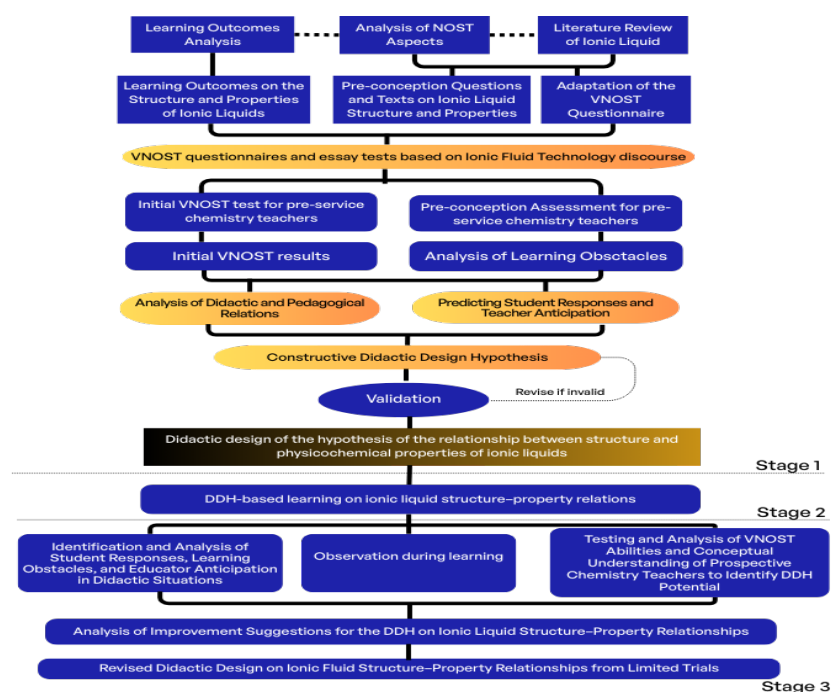 Learning Outcomes
Analysis
Analysis of NOST
Aspects
Literature Review
of Ionic Liquid
Learning Outcomes on the
Structure and Properties
of Ionic Liquids
Pre-conception Questions
and Texts on Ionic Liquid
Structure and Properties
Adaptation of the
VNOST
Questionnaire
VNOST questionnaires and essay tests based on Ionic Fluid Technology discourse
Initial VNOST test for pre-service
chemistry teachers
Pre-conception Assessment for pre-
service chemistry teachers
Initial VNOST results
Analysis of Learning Obsctacles
Analysis of Didactic and Pedagogical
Relations
Predicting Student Responses and
Teacher Anticipation
Constructive Didactic Design Hypothesis
Revise if invalid
Validation
Didactic design of the hypothesis of the relationship between structure and
physicochemical properties of ionic liquids
Stage 1
DDH-based learning on ionic liquid structure–property relations
Stage 2
Identification and Analysis of
Student Responses, Learning
Obstacles, and Educator Anticipation
in Didactic Situations
Observation during learning
Testing and Analysis of VNOST
Abilities and Conceptual
Understanding of Prospective
Chemistry Teachers to Identify DDH
Potential
Analysis of Improvement Suggestions for the DDH on Ionic Liquid Structure–Property Relationships
Revised Didactic Design on Ionic Fluid Structure–Property Relationships from Limited Trials
Stage 3